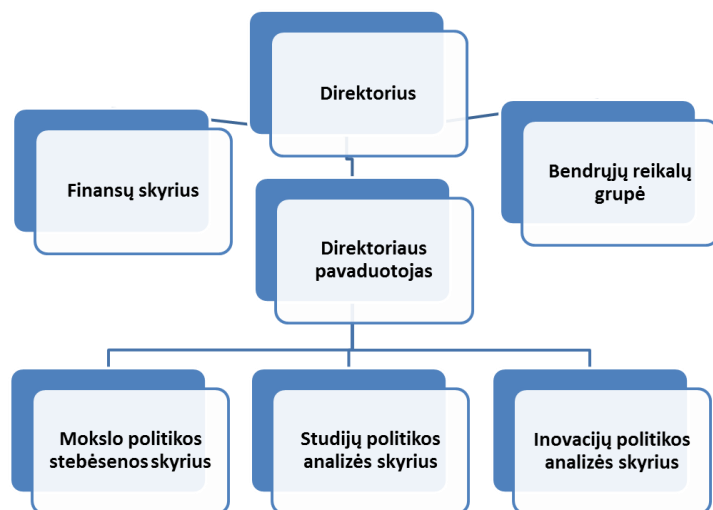 Direktorius
Finansų skyrius
Bendrųjų reikalų
grupė
Direktoriaus
pavaduotojas
Mokslo politikos
stebėsenos skyrius
Studijų politikos
analizės skyrius
Inovacijų politikos
analizės skyrius